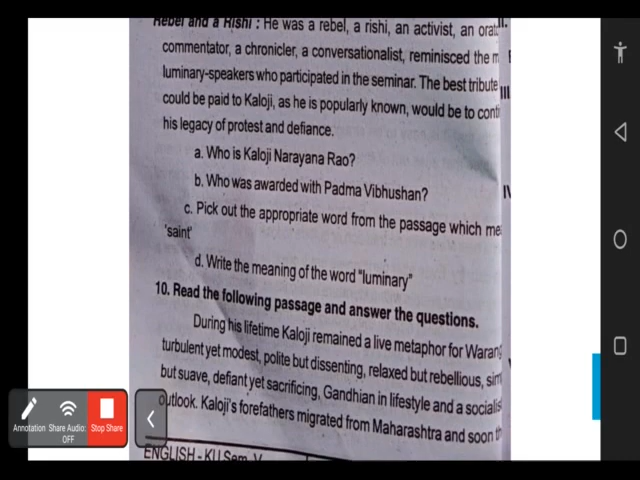 Rebel and a Rishi : He was a rebel, a rishi, an activist, an
commentator, a chronicler, a conversationalist, reminisced the
luminary-speakers who participated in the seminar. The best tribute
could be paid to Kaloji, as he is popularly known, would be to
his legacy of protest and defiance.
a. Who is Kaloji Narayana Rao?
b. Who was awarded with Padma Vibhushan?
c. Pick out the appropriate word from the passage which
'saint'
d. Write the meaning of the word "luminary"
10. Read the following passage and answer the questions.
During his lifetime Kaloji remained a live metaphor for
turbulent yet modest, polite but dissenting, relaxed but rebellious,
but suave, defiant yet sacrificing, Gandhian in lifestyle and a
outlook. Kaloji's forefathers migrated from Maharashtra and soon
ENGLISH - KU Sem. V
II.
III
IV
Annotation
Share Audio: OFF
Stop Share